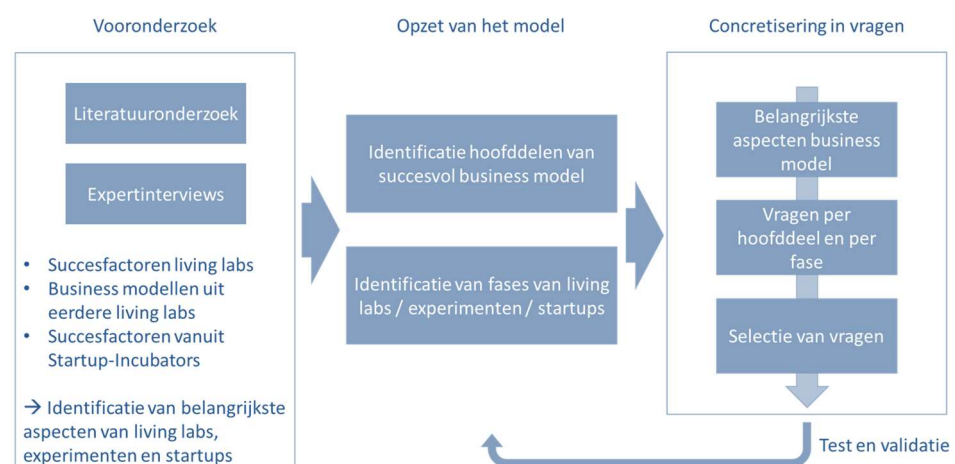 Vooronderzoek
Literatuuronderzoek
Expertinterviews
• Succesfactoren living labs
• Business modellen uit
eerdere living labs
• Succesfactoren vanuit
Startup-Incubators
→ Identificatie van belangrijkste
aspecten van living labs,
experimenten en startups
Opzet van het model
Identificatie hoofddelen van
succesvol business model
Identificatie van fases van living
labs / experimenten / startups
Concretisering in vragen
Belangrijkste
aspecten business
model
Vragen per
hoofddeel en per
fase
Selectie van vragen
Test en validatie